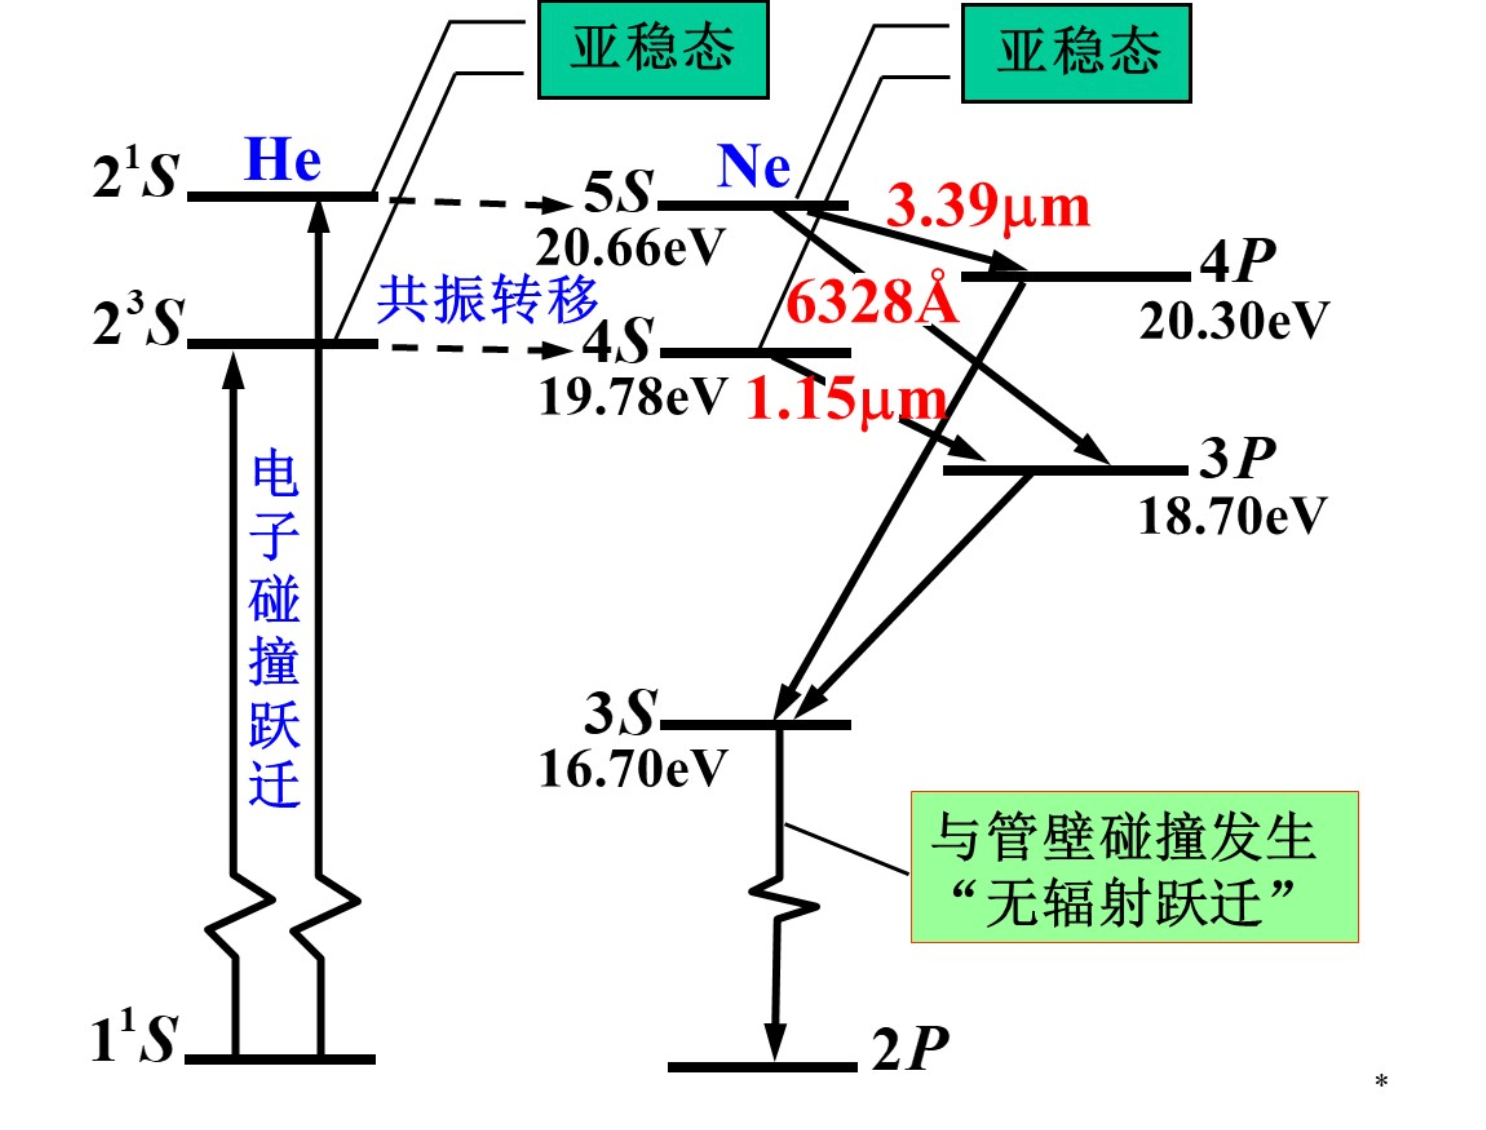 亚稳态
亚稳态
2¹S
He
5S
Ne
3.39μm
20.66eV
4P
20.30eV
2³S
共振转移
6328Å
4S
19.78eV
1.15μm
3P
18.70eV
电子碰撞跃迁
3S
16.70eV
与管壁碰撞发生
“无辐射跃迁”
1¹S
2P
*